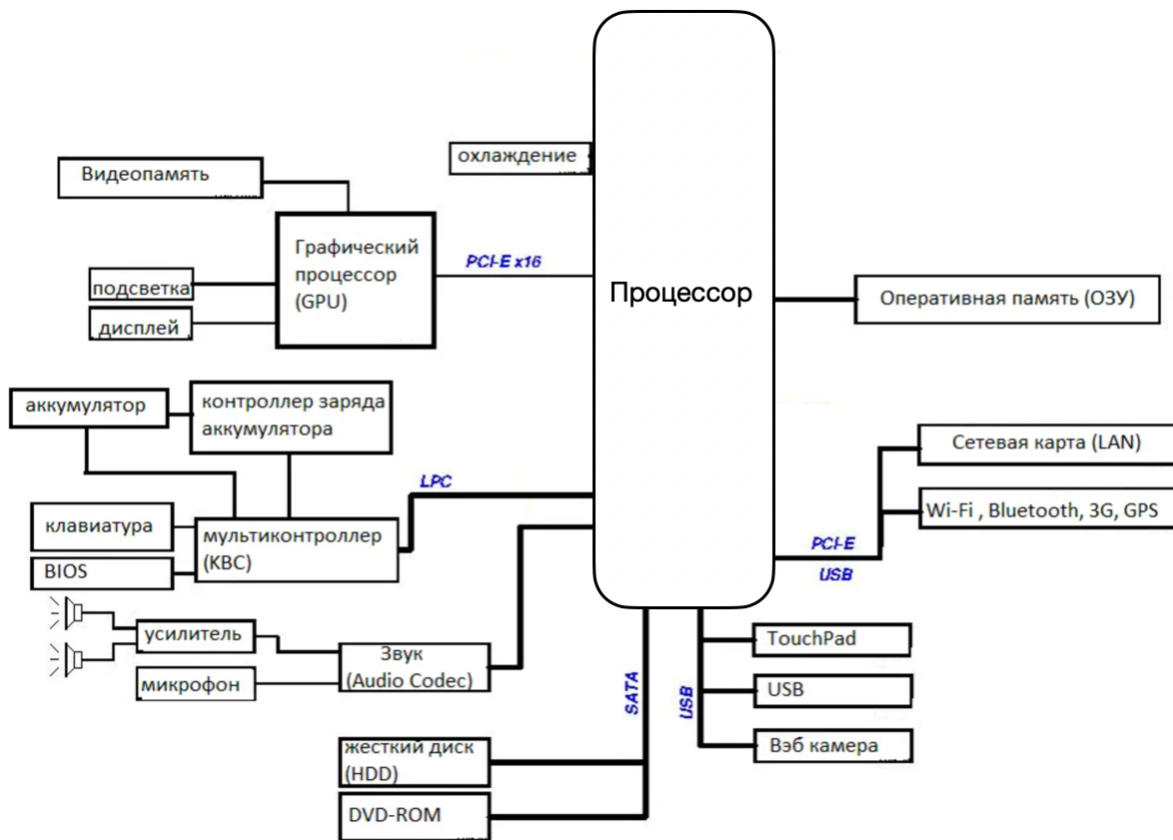 охлаждение
Видеопамять
Графический
процессор
(GPU)
PCI-E x16
Процессор
подсветка
дисплей
Оперативная память (ОЗУ)
аккумулятор
контроллер заряда
аккумулятора
Сетевая карта (LAN)
LPC
Wi-Fi , Bluetooth, 3G, GPS
клавиатура
мультиконтроллер
(KBC)
BIOS
PCI-E
USB
усилитель
Звук
(Audio Codec)
микрофон
SATA
USB
TouchPad
USB
Вэб камера
жесткий диск
(HDD)
DVD-ROM